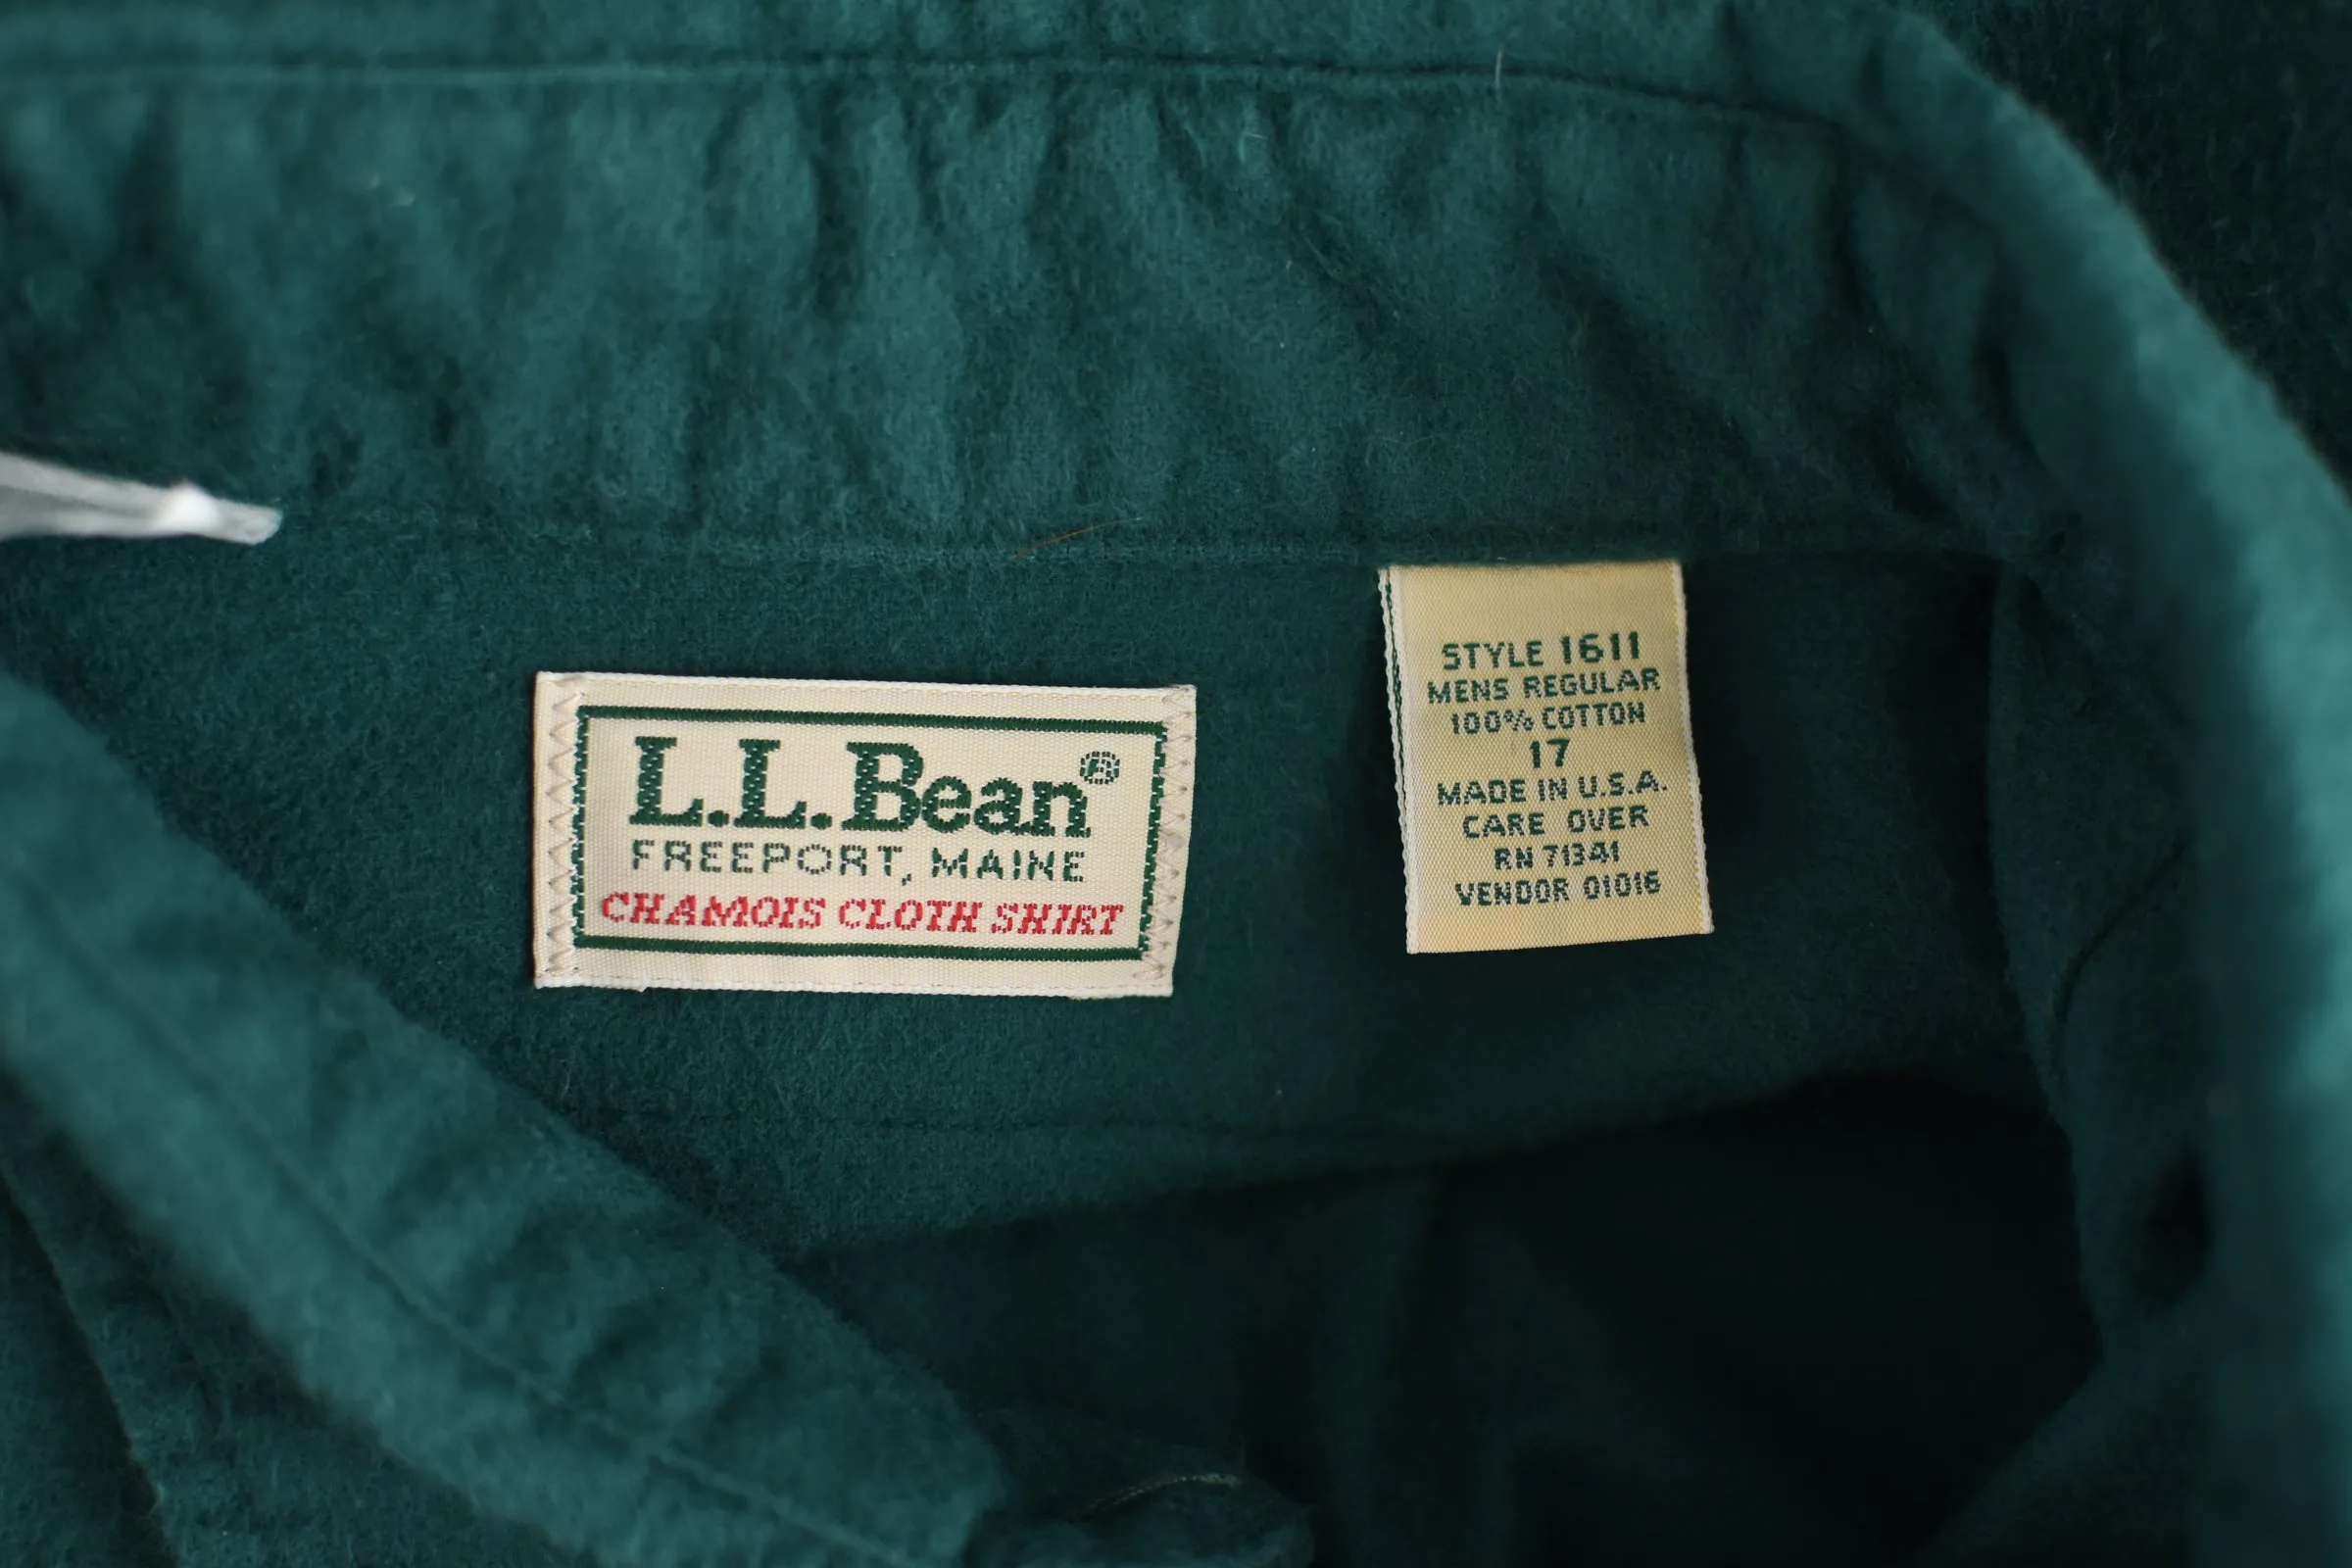 L.L.Bean®
FREEPORT, MAINE
CHAMOIS CLOTH SHIRT
STYLE 1611
MENS REGULAR
100% COTTON
17
MADE IN U.S.A.
CARE OVER
RN 71341
VENDOR 01016